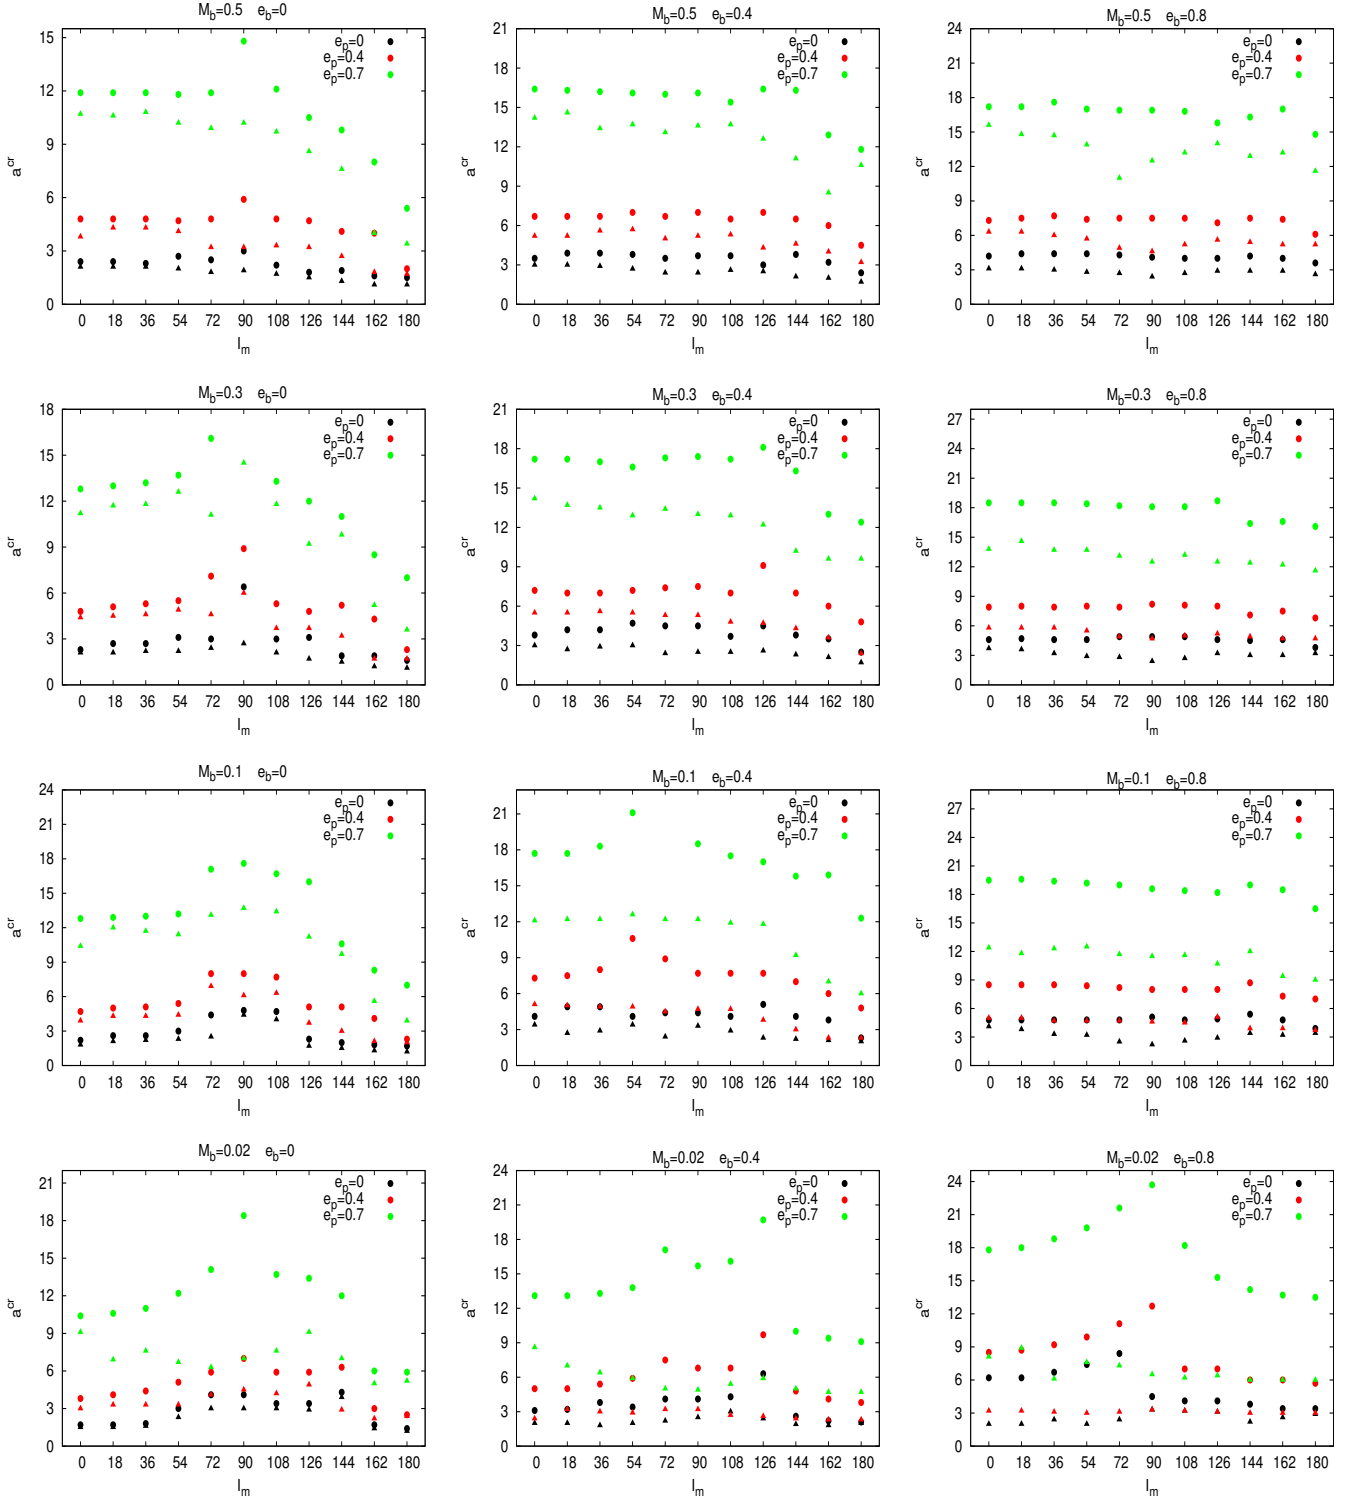 M_b=0.5 e_b=0
e_p=0
e_p=0.4
e_p=0.7
15
12
9
6
3
0
a^cr
0 18 36 54 72 90 108 126 144 162 180
I_m
M_b=0.5 e_b=0.4
e_p=0
e_p=0.4
e_p=0.7
21
18
15
12
9
6
3
0
a^cr
0 18 36 54 72 90 108 126 144 162 180
I_m
M_b=0.5 e_b=0.8
e_p=0
e_p=0.4
e_p=0.7
24
21
18
15
12
9
6
3
0
a^cr
0 18 36 54 72 90 108 126 144 162 180
I_m
M_b=0.3 e_b=0
e_p=0
e_p=0.4
e_p=0.7
18
15
12
9
6
3
0
a^cr
0 18 36 54 72 90 108 126 144 162 180
I_m
M_b=0.3 e_b=0.4
e_p=0
e_p=0.4
e_p=0.7
21
18
15
12
9
6
3
0
a^cr
0 18 36 54 72 90 108 126 144 162 180
I_m
M_b=0.3 e_b=0.8
e_p=0
e_p=0.4
e_p=0.7
27
24
21
18
15
12
9
6
3
0
a^cr
0 18 36 54 72 90 108 126 144 162 180
I_m
M_b=0.1 e_b=0
e_p=0
e_p=0.4
e_p=0.7
24
21
18
15
12
9
6
3
0
a^cr
0 18 36 54 72 90 108 126 144 162 180
I_m
M_b=0.1 e_b=0.4
e_p=0
e_p=0.4
e_p=0.7
21
18
15
12
9
6
3
0
a^cr
0 18 36 54 72 90 108 126 144 162 180
I_m
M_b=0.1 e_b=0.8
e_p=0
e_p=0.4
e_p=0.7
27
24
21
18
15
12
9
6
3
0
a^cr
0 18 36 54 72 90 108 126 144 162 180
I_m
M_b=0.02 e_b=0
e_p=0
e_p=0.4
e_p=0.7
21
18
15
12
9
6
3
0
a^cr
0 18 36 54 72 90 108 126 144 162 180
I_m
M_b=0.02 e_b=0.4
e_p=0
e_p=0.4
e_p=0.7
24
21
18
15
12
9
6
3
0
a^cr
0 18 36 54 72 90 108 126 144 162 180
I_m
M_b=0.02 e_b=0.8
e_p=0
e_p=0.4
e_p=0.7
24
21
18
15
12
9
6
3
0
a^cr
0 18 36 54 72 90 108 126 144 162 180
I_m